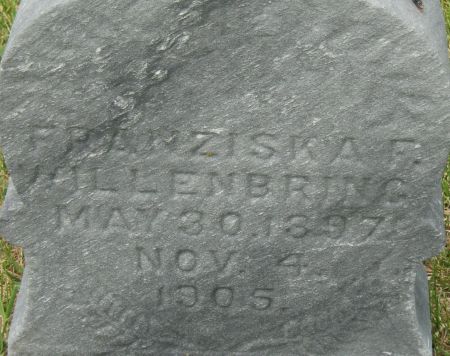 FRANZISKA F.
WILLENBRING
MAY 30. 1897
NOV. 4.
1905.